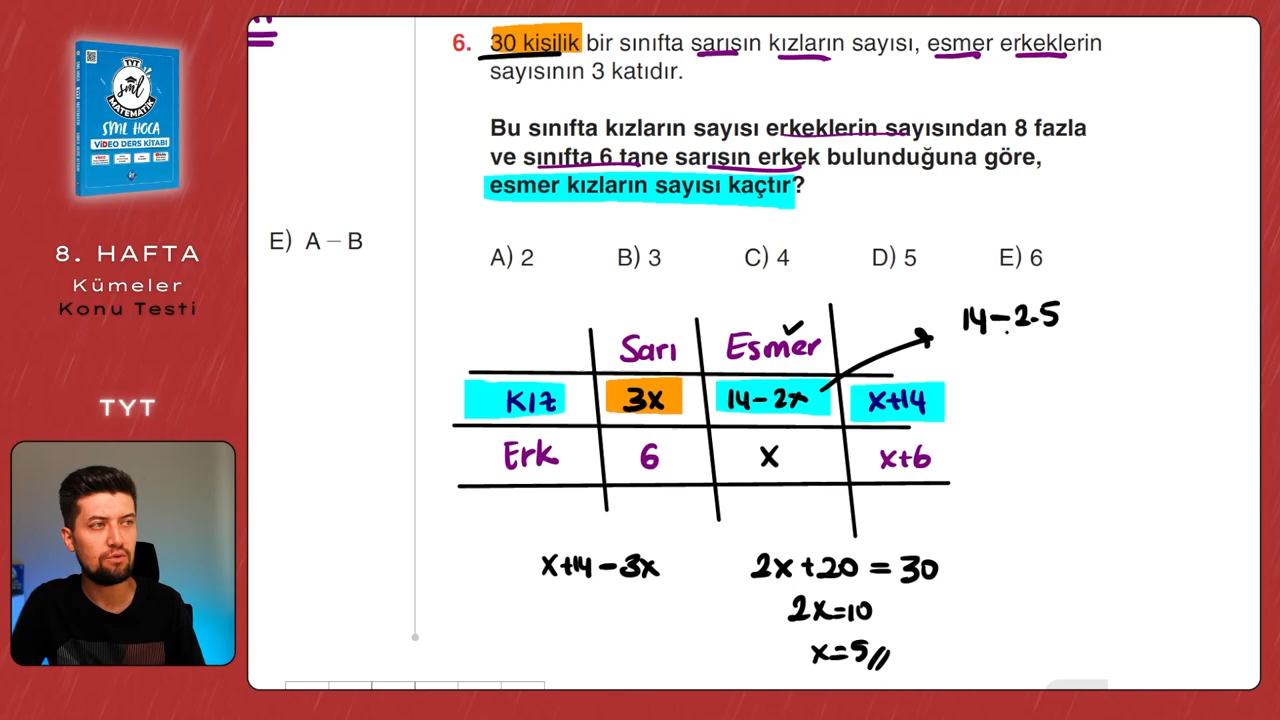 TYT
sml
MATEMATİK
SML HOCA
VİDEO DERS KİTABI
8. HAFTA
Kümeler
Konu Testi
TYT
E) A – B
6. 30 kişilik bir sınıfta sarışın kızların sayısı, esmer erkeklerin
sayısının 3 katıdır.
Bu sınıfta kızların sayısı erkeklerin sayısından 8 fazla
ve sınıfta 6 tane sarışın erkek bulunduğuna göre,
esmer kızların sayısı kaçtır?
A) 2 B) 3 C) 4 D) 5 E) 6
14-2.5
Sarı Esmer
Kız 3x 14-2x x+14
Erk 6 x x+6
x+14-3x 2x+20=30
2x=10
x=5//